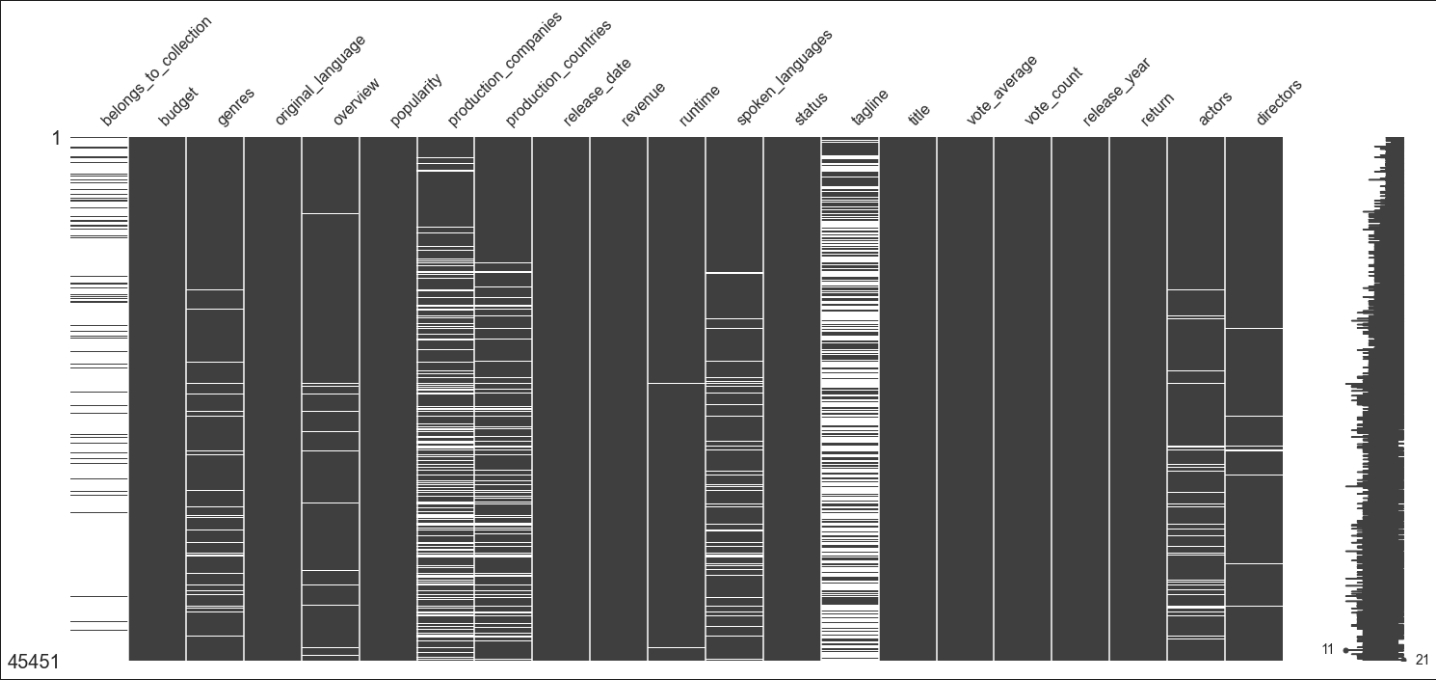 belongs_to_collection
budget
genres
original_language
overview
popularity
production_companies
production_countries
release_date
revenue
runtime
spoken_languages
status
tagline
title
vote_average
vote_count
release_year
return
actors
directors
1
45451
11
21